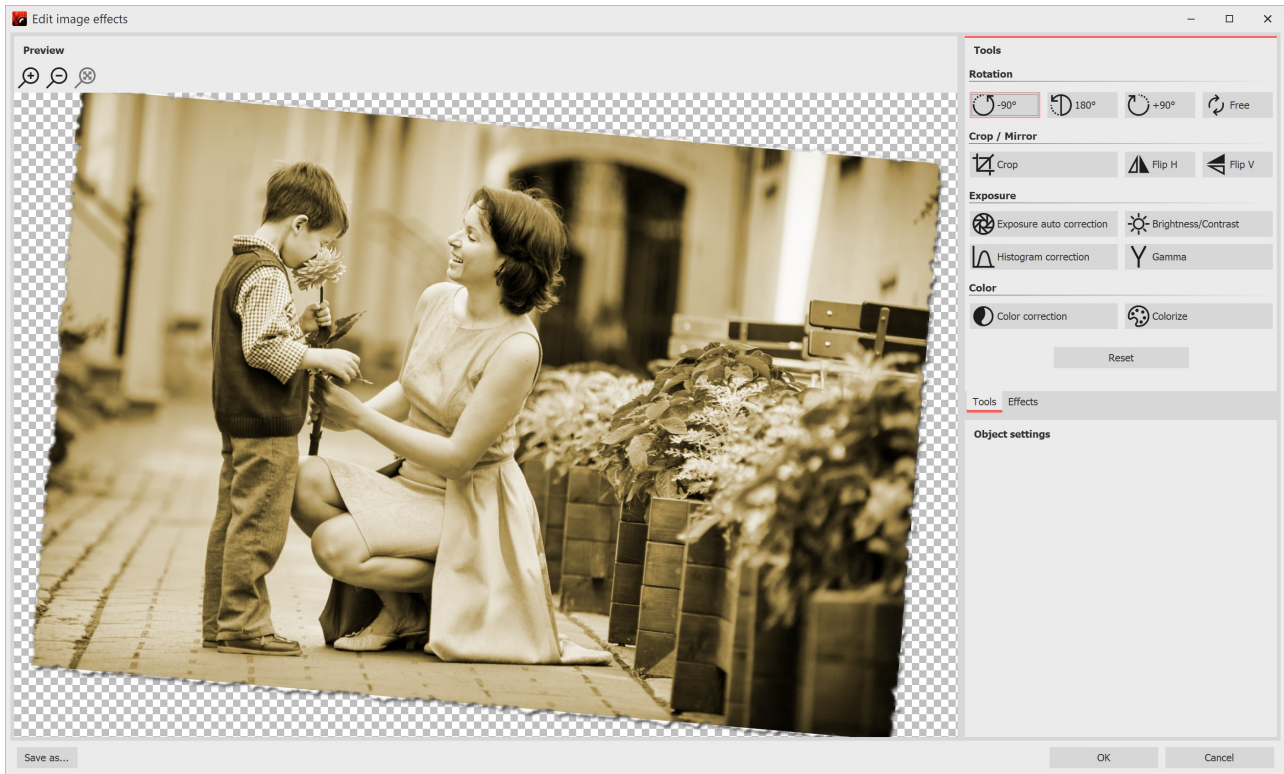 Edit image effects
Preview
Tools
Rotation
-90°
180°
+90°
Free
Crop / Mirror
Crop
Flip H
Flip V
Exposure
Exposure auto correction
Brightness/Contrast
Histogram correction
Gamma
Color
Color correction
Colorize
Reset
Tools Effects
Object settings
Save as...
OK
Cancel